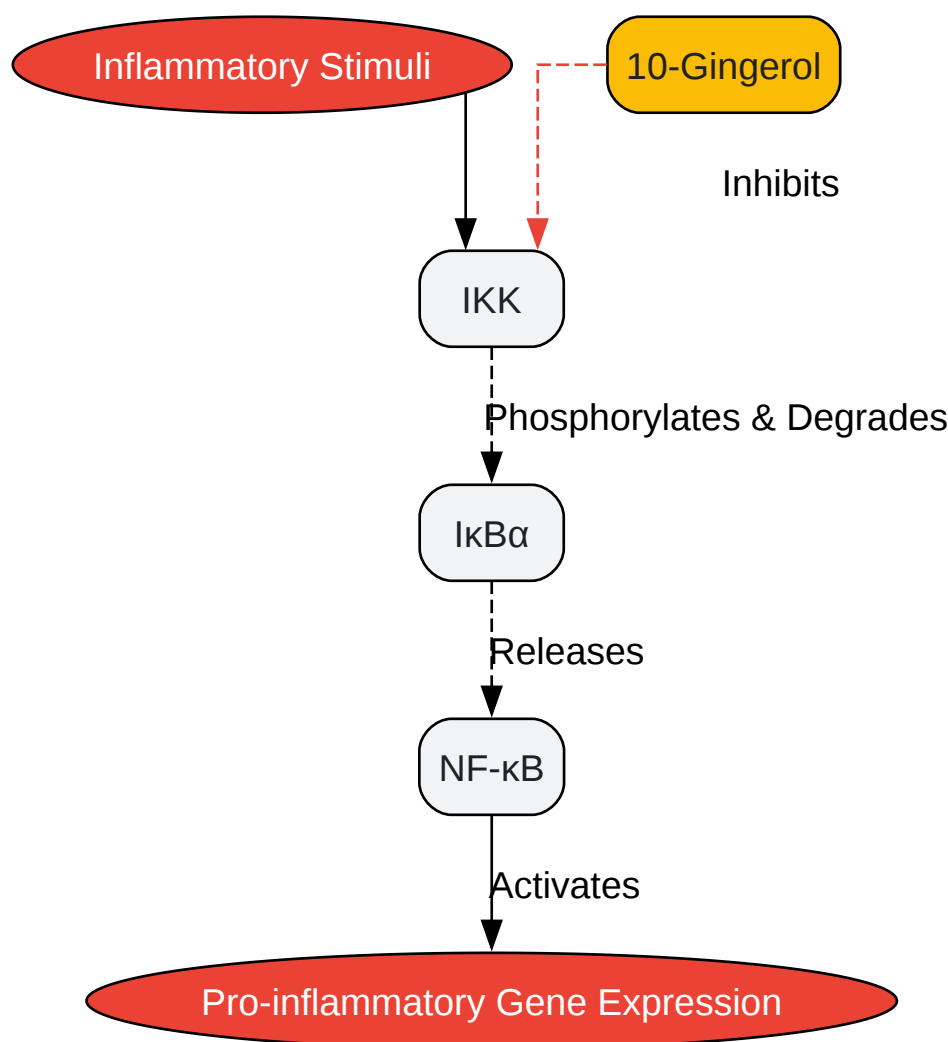 Inflammatory Stimuli
10-Gingerol
Inhibits
IKK
Phosphorylates & Degrades
IκBα
Releases
NF-κB
Activates
Pro-inflammatory Gene Expression